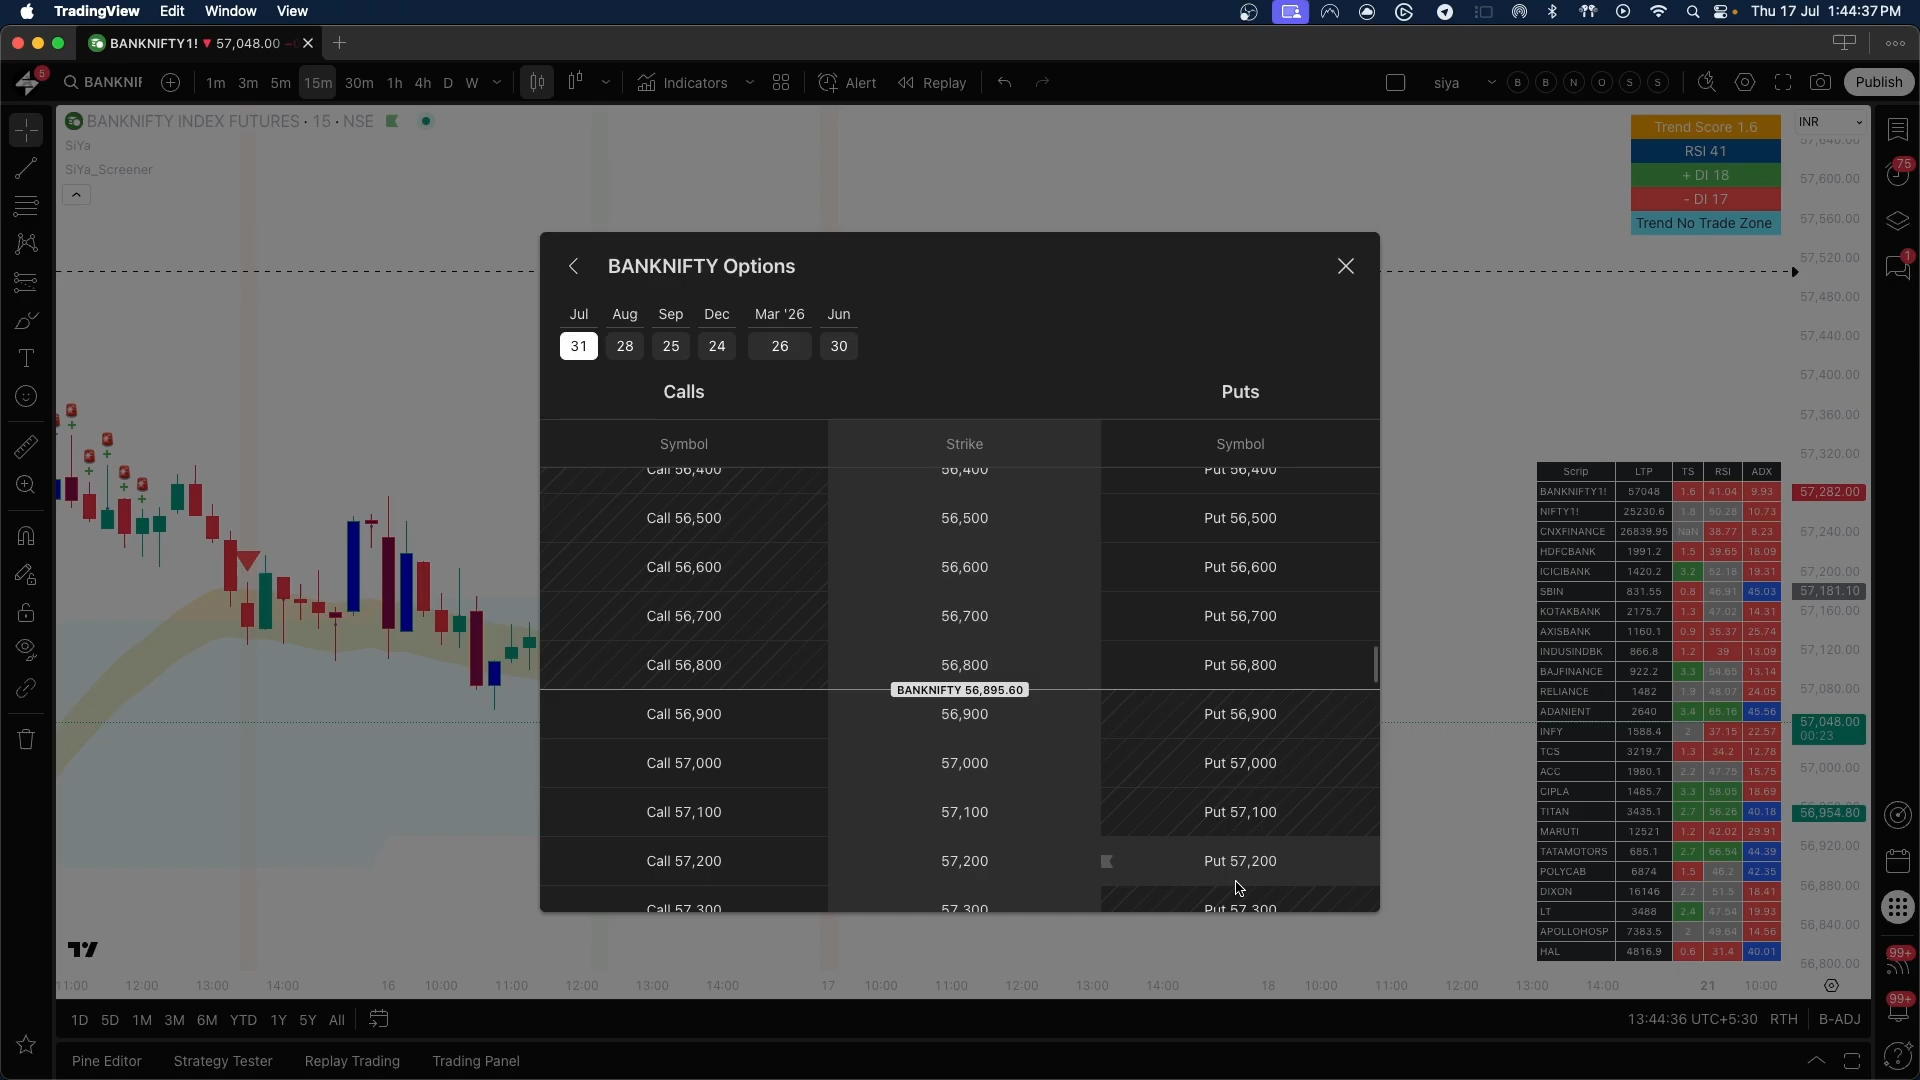 TradingView Edit Window View Thu 17 Jul 1:44:37 PM
BANKNIFTY1! ▼ 57,048.00
5 BANKNIF 1m 3m 5m 15m 30m 1h 4h D W Indicators Alert Replay siya B B N O S S Publish
BANKNIFTY INDEX FUTURES · 15 · NSE
SiYa
SiYa_Screener
Trend Score 1.6
RSI 41
+ DI 18
- DI 17
Trend No Trade Zone
INR
57,640.00
57,600.00
57,560.00
57,520.00
57,480.00
57,440.00
57,400.00
57,360.00
57,320.00
57,282.00
57,240.00
57,200.00
57,181.10
57,160.00
57,120.00
57,080.00
57,048.00
00:23
57,000.00
56,954.80
56,920.00
56,880.00
56,840.00
56,800.00
75
1
99+
99+
BANKNIFTY Options
Jul Aug Sep Dec Mar '26 Jun
31 28 25 24 26 30
Calls Puts
Symbol Strike Symbol
Call 56,400 56,400 Put 56,400
Call 56,500 56,500 Put 56,500
Call 56,600 56,600 Put 56,600
Call 56,700 56,700 Put 56,700
Call 56,800 56,800 Put 56,800
BANKNIFTY 56,895.60
Call 56,900 56,900 Put 56,900
Call 57,000 57,000 Put 57,000
Call 57,100 57,100 Put 57,100
Call 57,200 57,200 Put 57,200
Call 57,300 57,300 Put 57,300
Scrip LTP TS RSI ADX
BANKNIFTY1! 57048 1.6 41.04 9.93
NIFTY1! 25230.6 1.8 50.28 10.73
CNXFINANCE 26839.95 NaN 38.77 8.23
HDFCBANK 1991.2 1.5 39.65 18.09
ICICIBANK 1420.2 3.2 52.18 19.31
SBIN 831.55 0.8 46.91 45.03
KOTAKBANK 2175.7 1.3 47.02 14.31
AXISBANK 1160.1 0.9 35.37 25.74
INDUSINDBK 866.8 1.2 39 13.09
BAJFINANCE 922.2 3.3 54.65 13.14
RELIANCE 1482 1.9 48.07 24.05
ADANIENT 2640 3.4 65.16 45.56
INFY 1588.4 2 37.15 22.57
TCS 3219.7 1.3 34.2 12.78
ACC 1980.1 2.2 47.75 15.75
CIPLA 1485.7 3.3 58.05 18.69
TITAN 3435.1 2.7 56.26 40.18
MARUTI 12521 1.2 42.02 29.91
TATAMOTORS 685.1 2.7 66.54 44.39
POLYCAB 6874 1.5 46.2 42.35
DIXON 16146 2.2 51.5 18.41
LT 3488 2.4 47.54 19.93
APOLLOHOSP 7383.5 2 49.64 14.56
HAL 4816.9 0.6 31.4 40.01
11:00 12:00 13:00 14:00 16 10:00 11:00 12:00 13:00 14:00 17 10:00 11:00 12:00 13:00 14:00 18 10:00 11:00 12:00 13:00 14:00 21 10:00
1D 5D 1M 3M 6M YTD 1Y 5Y All 13:44:36 UTC+5:30 RTH B-ADJ
Pine Editor Strategy Tester Replay Trading Trading Panel